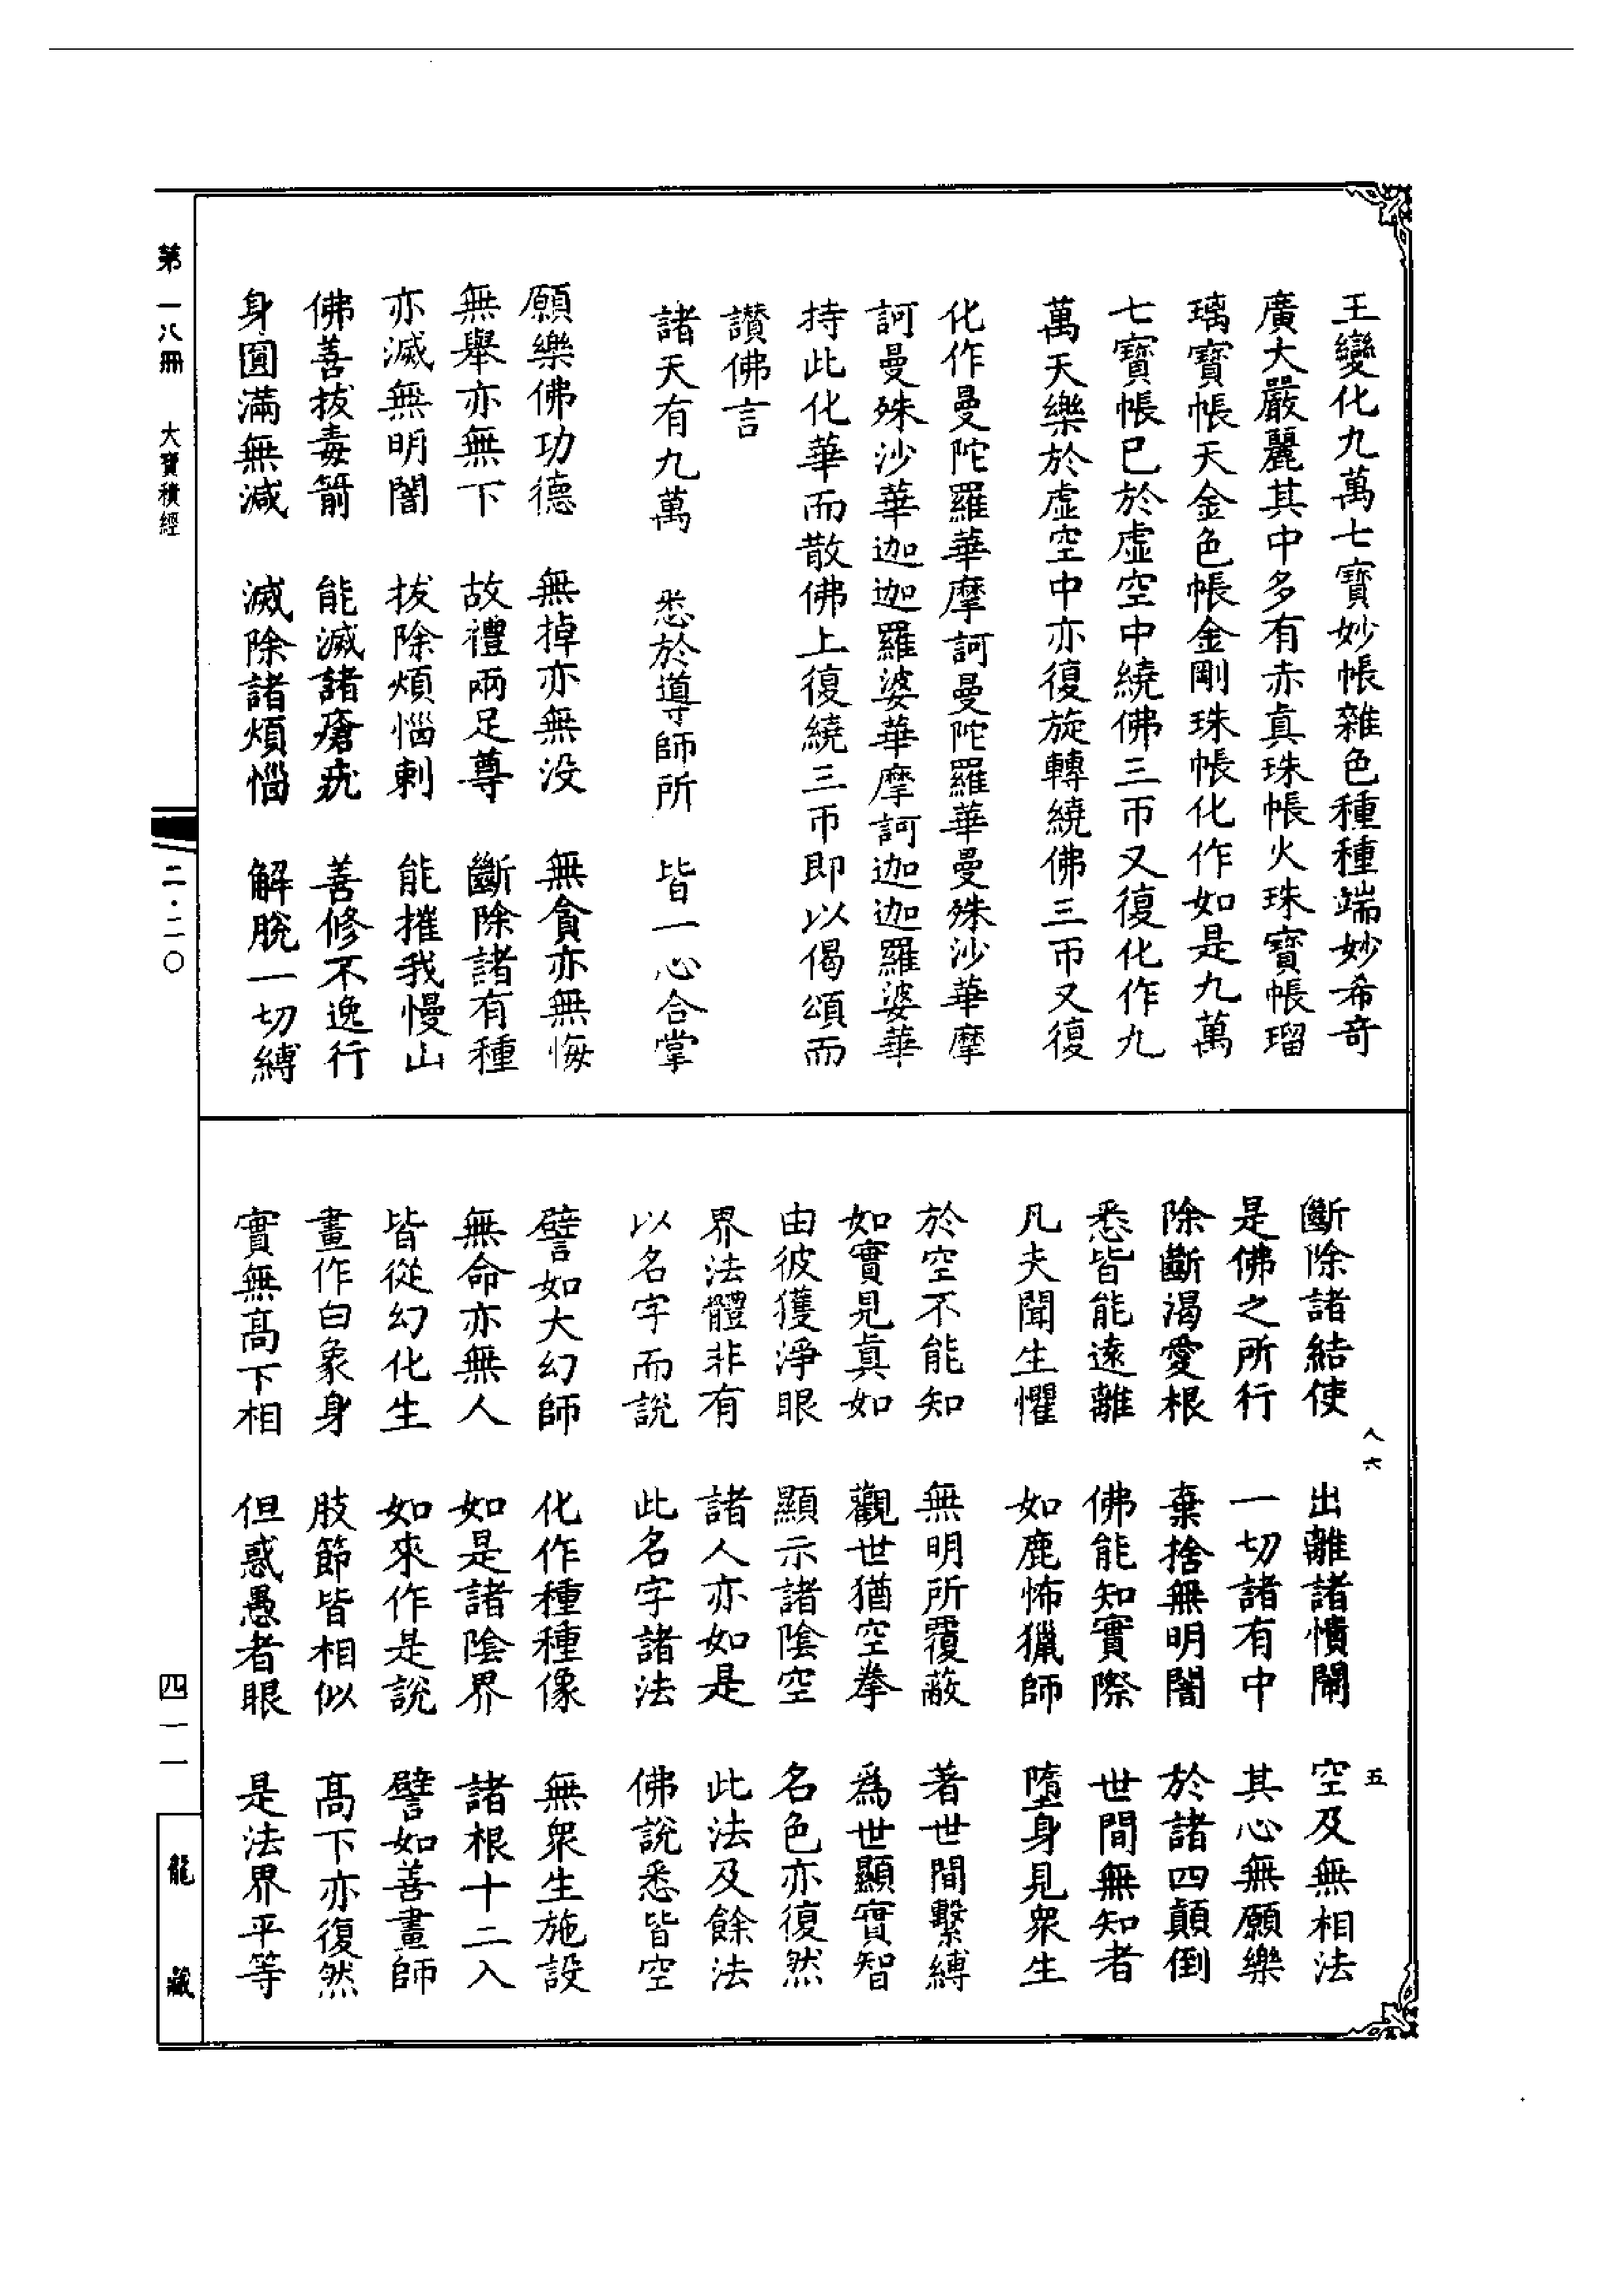 王變化九萬七寶妙帳雜色種種端妙希奇
廣大嚴麗其中多有赤真珠帳火珠寶帳瑠
璃寶帳天金色帳金剛珠帳化作如是九萬
七寶帳已於虛空中繞佛三帀又復化作九
萬天樂於虛空中亦復旋轉繞佛三帀又復
化作曼陀羅華摩訶曼陀羅華曼殊沙華摩
訶曼殊沙華迦迦羅婆華摩訶迦迦羅婆華
持此化華而散佛上復繞三帀即以偈頌而
讚佛言
諸天有九萬　悉於導師所　皆一心合掌
願樂佛功德　無掉亦無没　無貪亦無悔
無舉亦無下　故禮兩足尊　斷除諸有種
亦滅無明闇　拔除煩惱刺　能摧我慢山
佛善拔毒箭　能滅諸瘡疣　善修不逸行
身圓滿無減　滅除諸煩惱　解脫一切縛
斷除諸結使　出離諸憒閙　空及無相法
是佛之所行　一切諸有中　其心無願樂
除斷渴愛根　棄捨無明闇　於諸四顛倒
悉皆能遠離　佛能知實際　世間無知者
凡夫聞生懼　如鹿怖獵師　墮身見衆生
於空不能知　無明所覆蔽　著世間繫縛
如實見真如　觀世猶空拳　爲世顯實智
由彼獲淨眼　顯示諸陰空　名色亦復然
界法體非有　諸人亦如是　此法及餘法
以名字而說　此名字諸法　佛說悉皆空
譬如大幻師　化作種種像　無衆生施設
無命亦無人　如是諸陰界　諸根十二入
皆從幻化生　如來作是說　譬如善畫師
畫作白象身　肢節皆相似　高下亦復然
實無高下相　但惑愚者眼　是法界平等
人六
五
第一八冊　大寶積經
二·二〇
四一一
龍藏